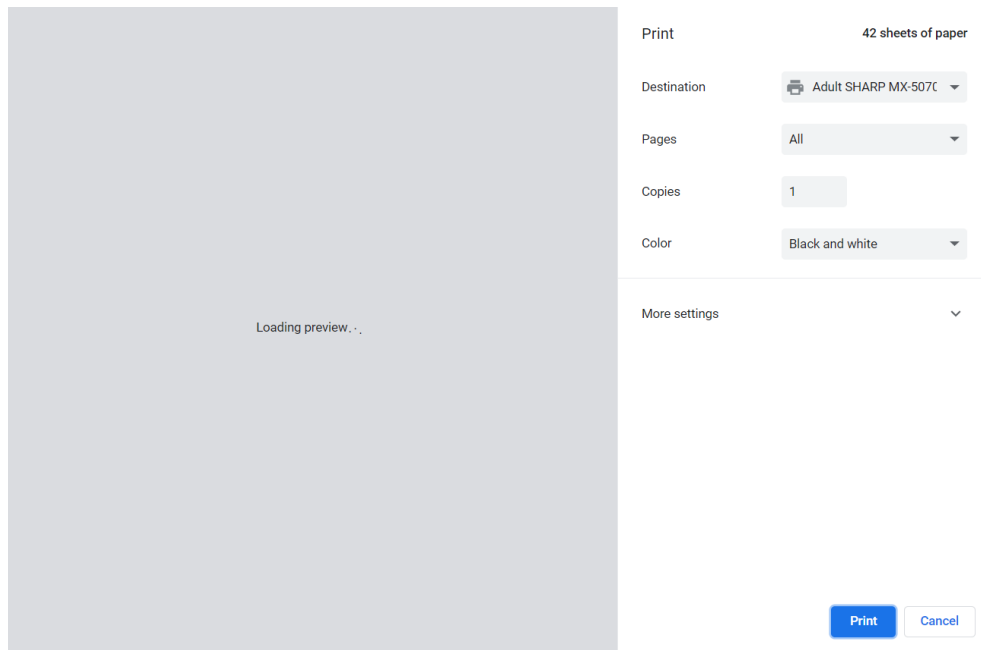 Print
42 sheets of paper
Destination
Adult SHARP MX-507
Pages
All
Copies
1
Color
Black and white
More settings
Loading preview...
Print
Cancel